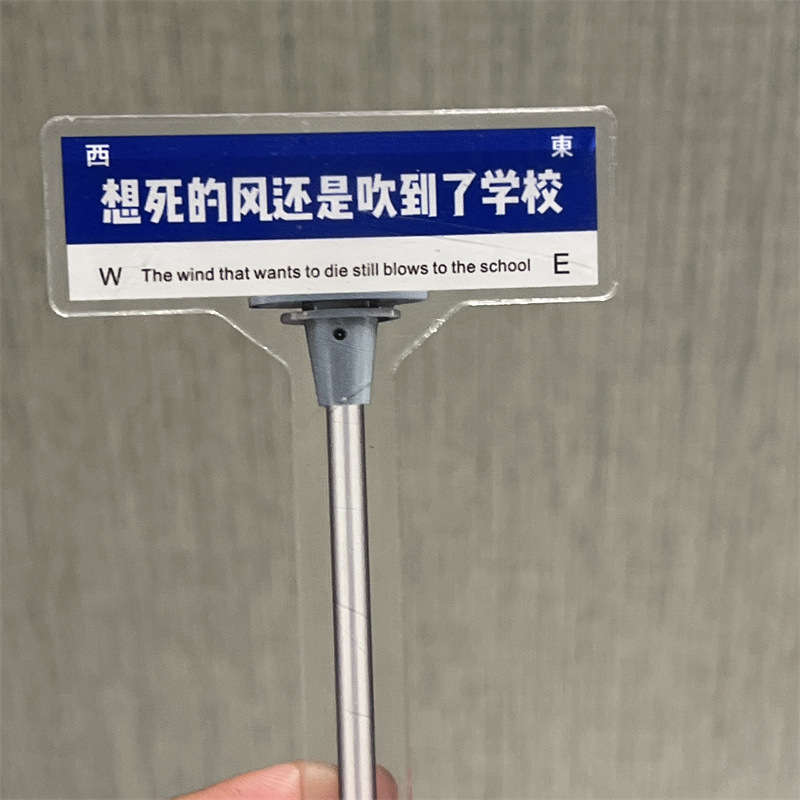 西 東
想死的风还是吹到了学校
W The wind that wants to die still blows to the school E